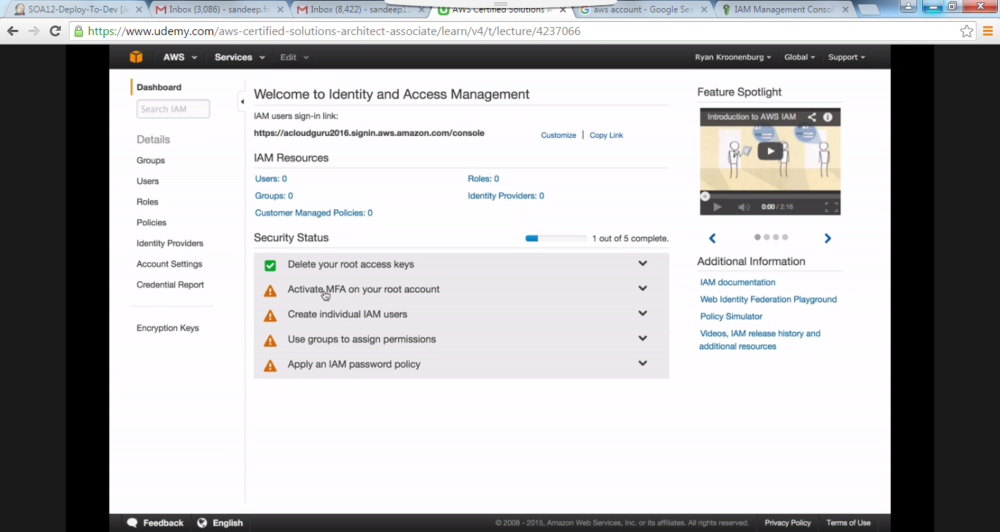 SOA12-Deploy-To-Dev [Je
Inbox (3,086) - sandeep.fr
Inbox (8,422) - sandeep11
AWS Certified Solutions A
aws account - Google Sea
IAM Management Consol
https://www.udemy.com/aws-certified-solutions-architect-associate/learn/v4/t/lecture/4237066
AWS Services Edit Ryan Kroonenburg Global Support
Dashboard
Search IAM
Details
Groups
Users
Roles
Policies
Identity Providers
Account Settings
Credential Report
Encryption Keys
Welcome to Identity and Access Management
IAM users sign-in link:
https://acloudguru2016.signin.aws.amazon.com/console Customize | Copy Link
IAM Resources
Users: 0 Roles: 0
Groups: 0 Identity Providers: 0
Customer Managed Policies: 0
Security Status 1 out of 5 complete.
Delete your root access keys
Activate MFA on your root account
Create individual IAM users
Use groups to assign permissions
Apply an IAM password policy
Feature Spotlight
Introduction to AWS IAM
0:00 / 2:16
Additional Information
IAM documentation
Web Identity Federation Playground
Policy Simulator
Videos, IAM release history and
additional resources
Feedback English © 2008 - 2015, Amazon Web Services, Inc. or its affiliates. All rights reserved. Privacy Policy Terms of Use